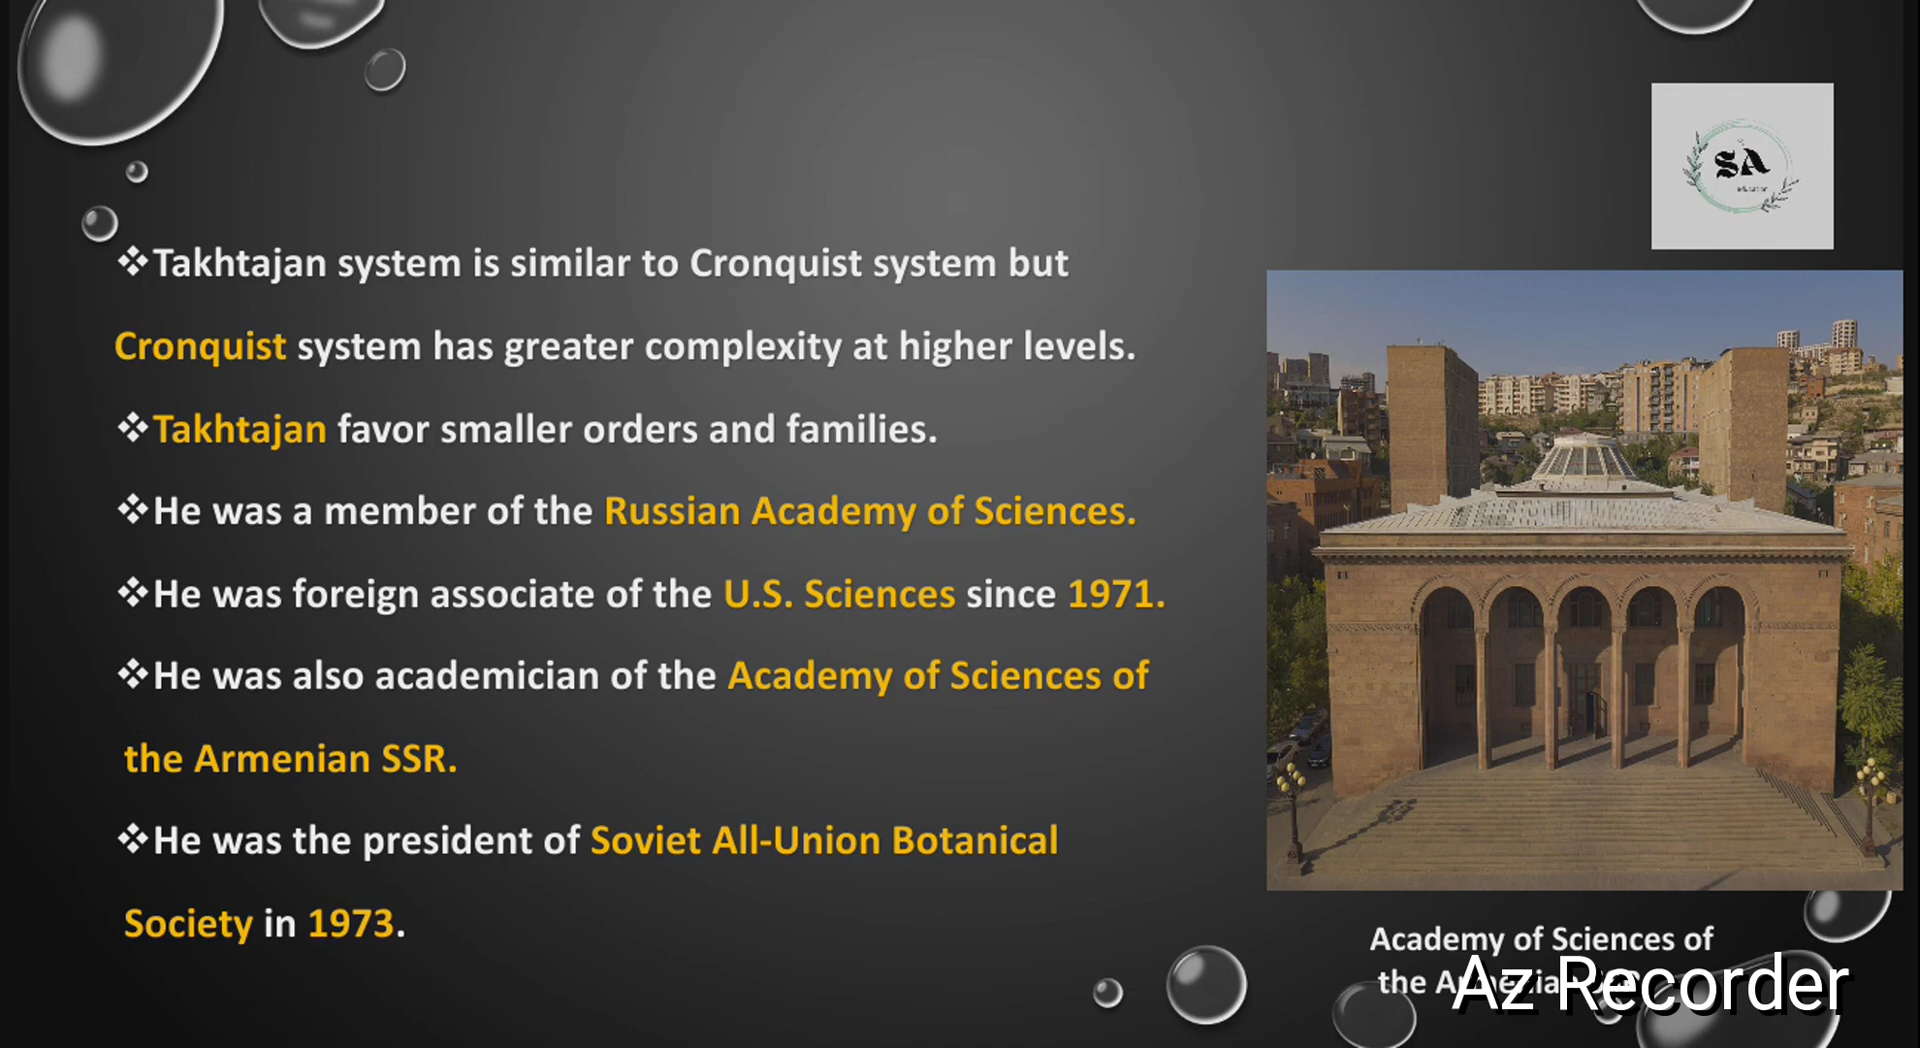 SA
education
❖Takhtajan system is similar to Cronquist system but
Cronquist system has greater complexity at higher levels.
❖Takhtajan favor smaller orders and families.
❖He was a member of the Russian Academy of Sciences.
❖He was foreign associate of the U.S. Sciences since 1971.
❖He was also academician of the Academy of Sciences of
the Armenian SSR.
❖He was the president of Soviet All-Union Botanical
Society in 1973.
Academy of Sciences of
the
Az Recorder